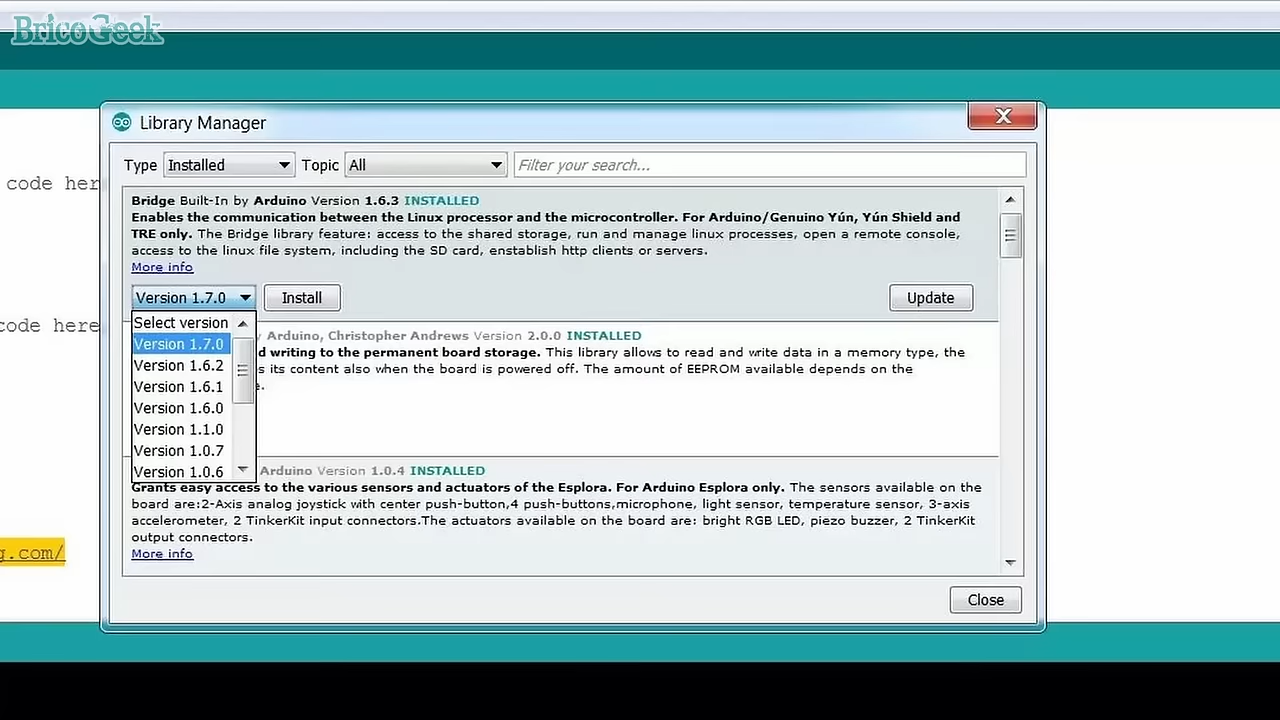 BricoGeek
Library Manager
Type Installed Topic All Filter your search...
code her
Bridge Built-In by Arduino Version 1.6.3 INSTALLED
Enables the communication between the Linux processor and the microcontroller. For Arduino/Genuino Yún, Yún Shield and
TRE only. The Bridge library feature: access to the shared storage, run and manage linux processes, open a remote console,
access to the linux file system, including the SD card, enstablish http clients or servers.
More info
Version 1.7.0 Install Update
Select version
Version 1.7.0
Version 1.6.2
Version 1.6.1
Version 1.6.0
Version 1.1.0
Version 1.0.7
Version 1.0.6
code here
Arduino, Christopher Andrews Version 2.0.0 INSTALLED
d writing to the permanent board storage. This library allows to read and write data in a memory type, the
s its content also when the board is powered off. The amount of EEPROM available depends on the
e.
Arduino Version 1.0.4 INSTALLED
Grants easy access to the various sensors and actuators of the Esplora. For Arduino Esplora only. The sensors available on the
board are:2-Axis analog joystick with center push-button,4 push-buttons,microphone, light sensor, temperature sensor, 3-axis
accelerometer, 2 TinkerKit input connectors.The actuators available on the board are: bright RGB LED, piezo buzzer, 2 TinkerKit
output connectors.
More info
g.com/
Close